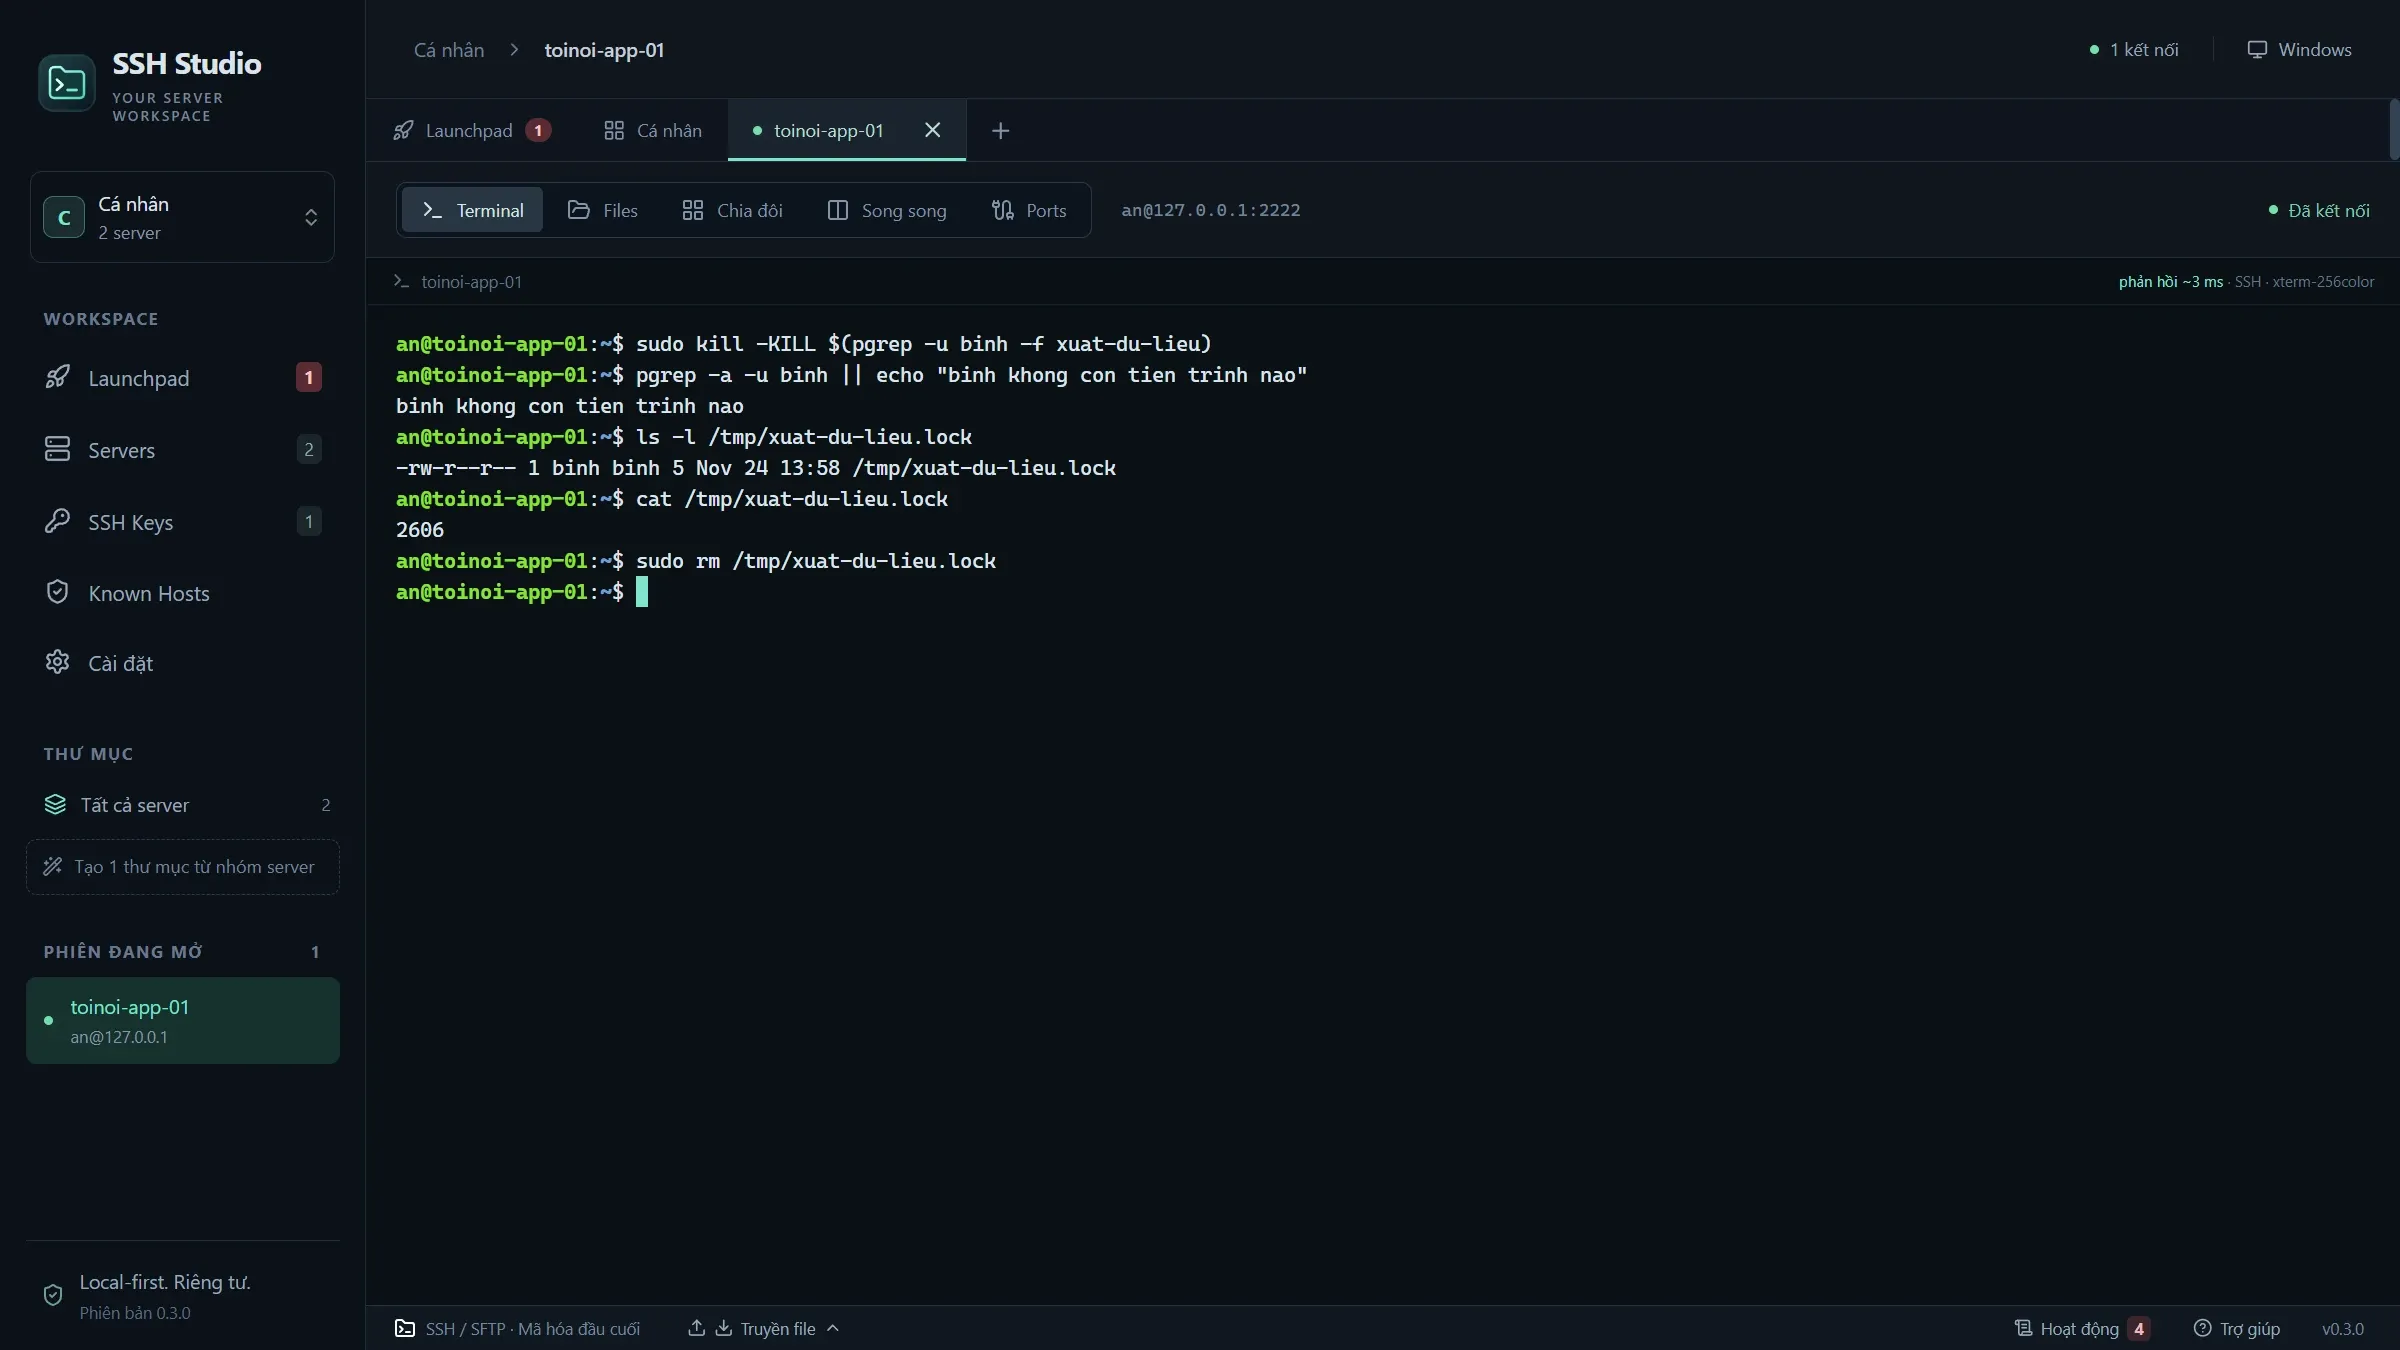 SSH Studio
YOUR SERVER
WORKSPACE
C
Cá nhân
2 server
WORKSPACE
Launchpad 1
Servers 2
SSH Keys 1
Known Hosts
Cài đặt
THƯ MỤC
Tất cả server 2
Tạo 1 thư mục từ nhóm server
PHIÊN ĐANG MỞ 1
toinoi-app-01
an@127.0.0.1
Local-first. Riêng tư.
Phiên bản 0.3.0
Cá nhân > toinoi-app-01
1 kết nối
Windows
Launchpad 1
Cá nhân
toinoi-app-01
Terminal
Files
Chia đôi
Song song
Ports
an@127.0.0.1:2222
Đã kết nối
toinoi-app-01
phản hồi ~3 ms · SSH · xterm-256color
an@toinoi-app-01:~$ sudo kill -KILL $(pgrep -u binh -f xuat-du-lieu)
an@toinoi-app-01:~$ pgrep -a -u binh || echo "binh khong con tien trinh nao"
binh khong con tien trinh nao
an@toinoi-app-01:~$ ls -l /tmp/xuat-du-lieu.lock
-rw-r--r-- 1 binh binh 5 Nov 24 13:58 /tmp/xuat-du-lieu.lock
an@toinoi-app-01:~$ cat /tmp/xuat-du-lieu.lock
2606
an@toinoi-app-01:~$ sudo rm /tmp/xuat-du-lieu.lock
an@toinoi-app-01:~$
SSH / SFTP · Mã hóa đầu cuối
Truyền file
Hoạt động 4
Trợ giúp
v0.3.0